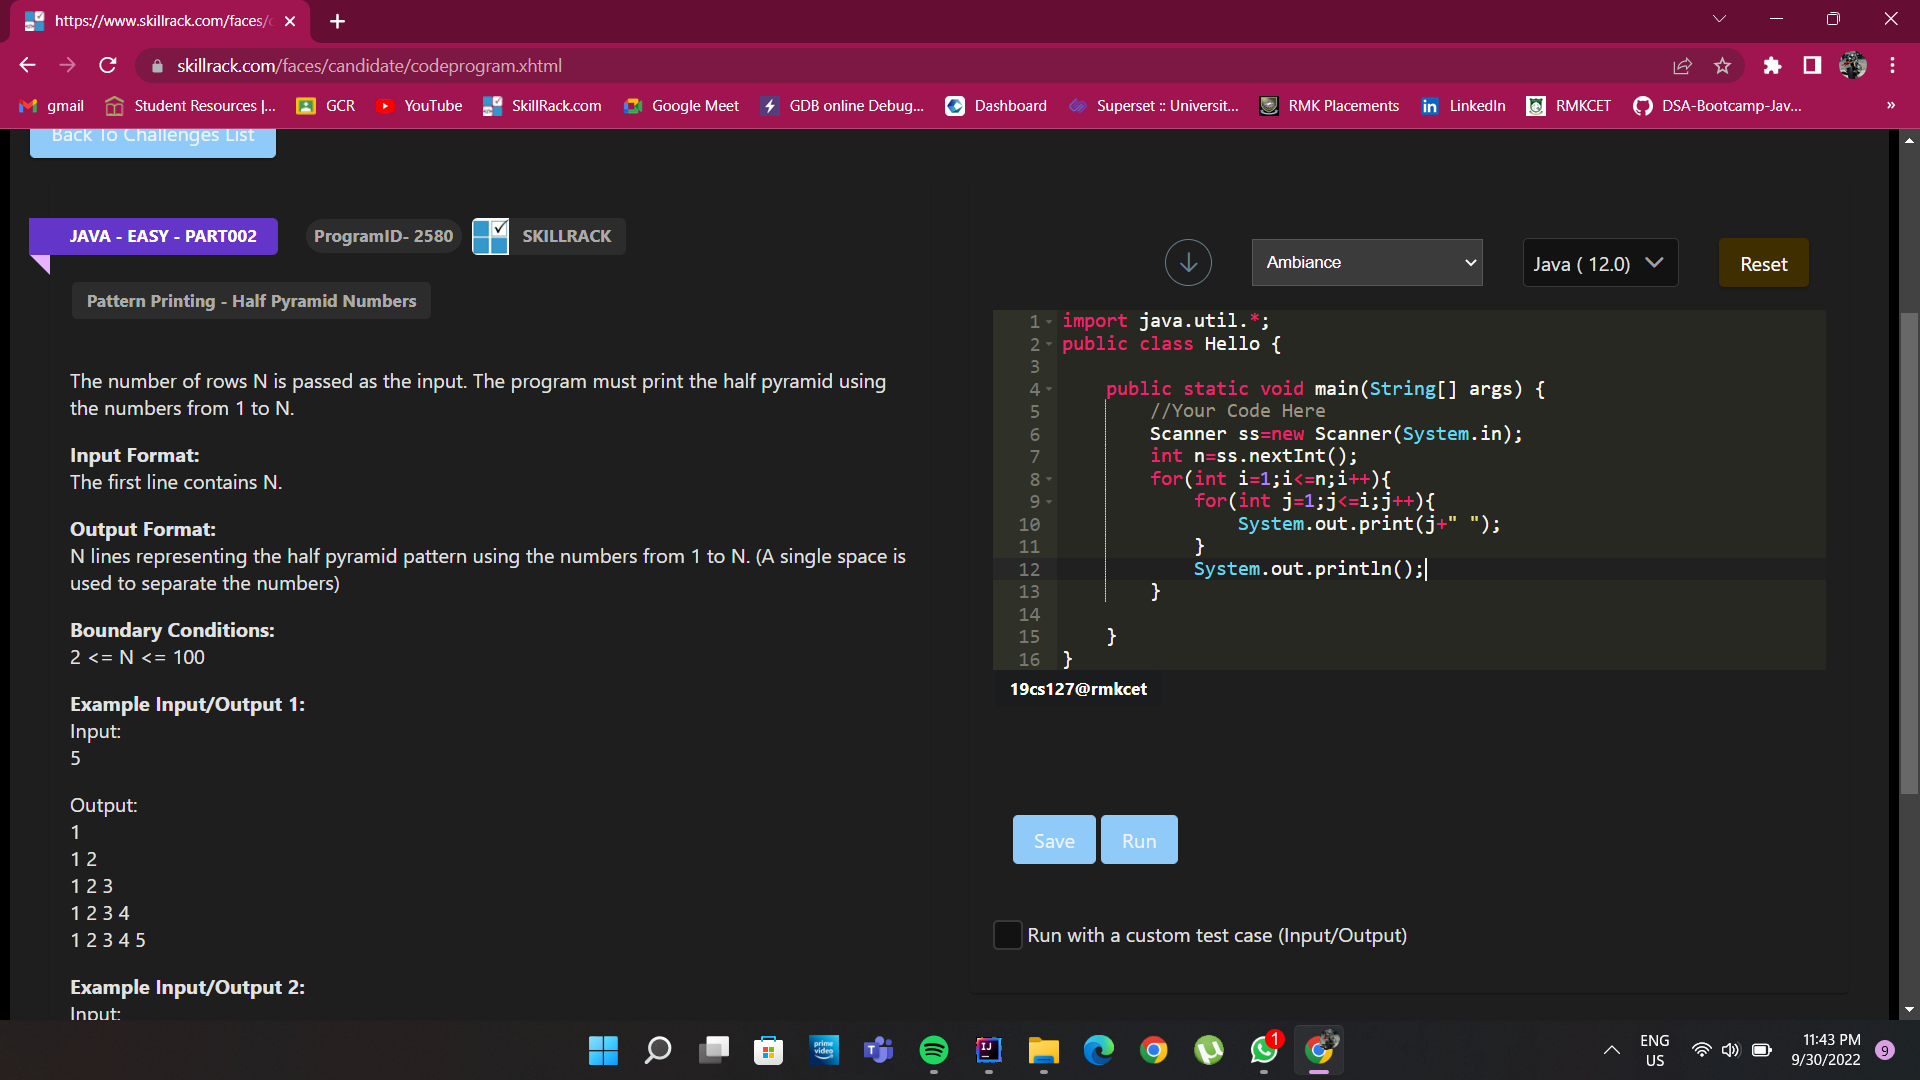 https://www.skillrack.com/faces/c
skillrack.com/faces/candidate/codeprogram.xhtml
gmail
Student Resources |...
GCR
YouTube
SkillRack.com
Google Meet
GDB online Debug...
Dashboard
Superset :: Universit...
RMK Placements
LinkedIn
RMKCET
DSA-Bootcamp-Jav...
»
Back To Challenges List
JAVA - EASY - PART002
ProgramID- 2580
SKILLRACK
Pattern Printing - Half Pyramid Numbers
The number of rows N is passed as the input. The program must print the half pyramid using
the numbers from 1 to N.
Input Format:
The first line contains N.
Output Format:
N lines representing the half pyramid pattern using the numbers from 1 to N. (A single space is
used to separate the numbers)
Boundary Conditions:
2 <= N <= 100
Example Input/Output 1:
Input:
5
Output:
1
1 2
1 2 3
1 2 3 4
1 2 3 4 5
Example Input/Output 2:
Input:
Ambiance
Java ( 12.0)
Reset
1 import java.util.*;
2 public class Hello {
3
4 public static void main(String[] args) {
5 //Your Code Here
6 Scanner ss=new Scanner(System.in);
7 int n=ss.nextInt();
8 for(int i=1;i<=n;i++){
9 for(int j=1;j<=i;j++){
10 System.out.print(j+" ");
11 }
12 System.out.println();
13 }
14
15 }
16 }
19cs127@rmkcet
Save
Run
Run with a custom test case (Input/Output)
prime video
1
ENG
US
11:43 PM
9/30/2022
9